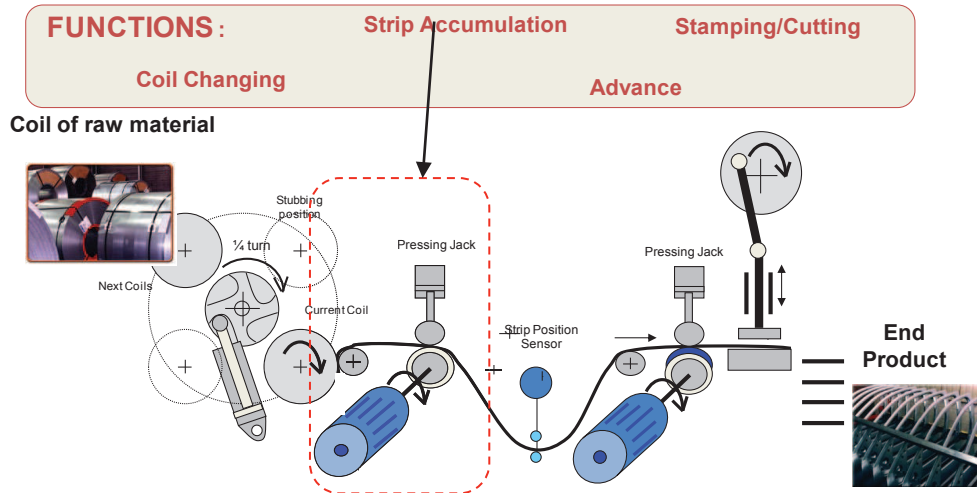 FUNCTIONS :
Strip Accumulation
Stamping/Cutting
Coil Changing
Advance
Coil of raw material
Stubbing
position
¼ turn
Pressing Jack
Pressing Jack
Next Coils
Current Coil
Strip Position
Sensor
End
Product